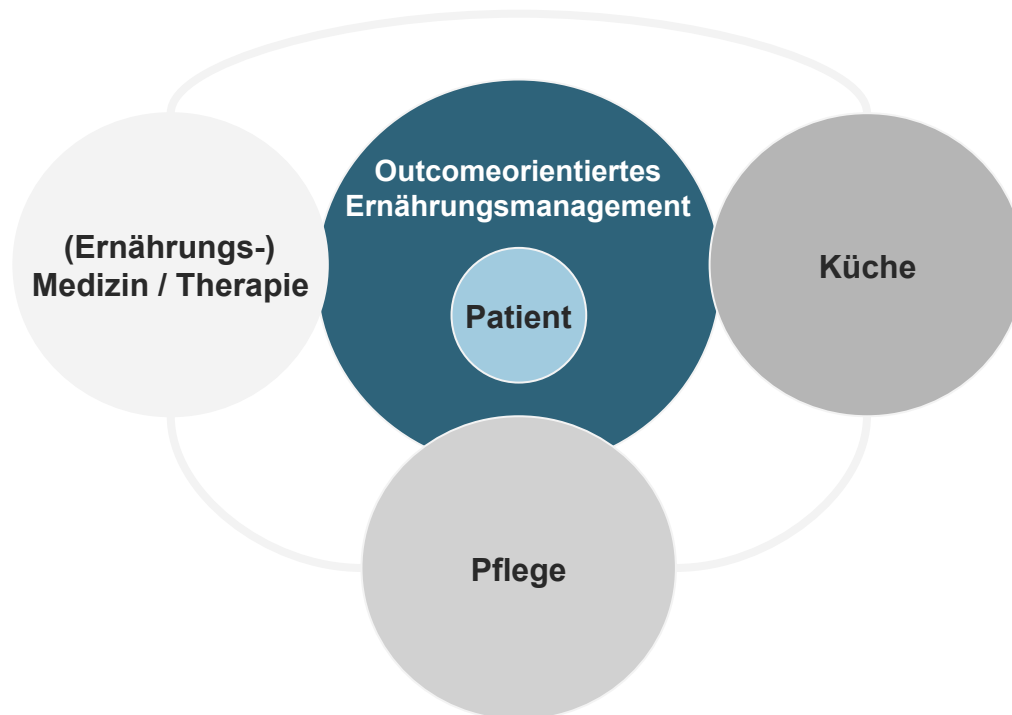 Outcomeorientiertes
Ernährungsmanagement
(Ernährungs-)
Medizin / Therapie
Küche
Patient
Pflege